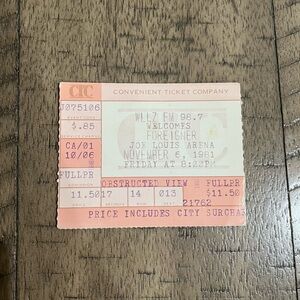 CTC CONVENIENT-TICKET COMPANY
J075106 WLLZ FM 98.7
$ .85 WELCOMES
FOREIGNER
CA/01 JOE LOUIS ARENA
10/06 NOVEMBER 6, 1981
FRIDAY AT 8:00PM
FULLPR OBSTRUCTED VIEW FULLPR
11.50 17 14 013 $11.50
21762
PRICE INCLUDES CITY SURCHAR